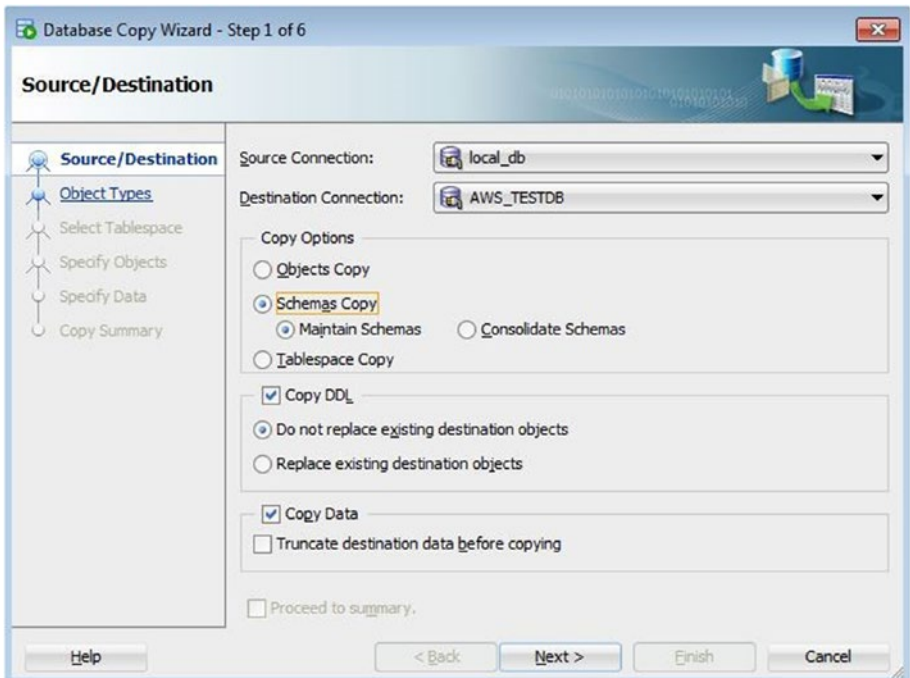 Database Copy Wizard - Step 1 of 6
Source/Destination
Source/Destination
Object Types
Select Tablespace
Specify Objects
Specify Data
Copy Summary
Source Connection: local_db
Destination Connection: AWS_TESTDB
Copy Options
Objects Copy
Schemas Copy
Maintain Schemas Consolidate Schemas
Tablespace Copy
Copy DDL
Do not replace existing destination objects
Replace existing destination objects
Copy Data
Truncate destination data before copying
Proceed to summary.
Help < Back Next > Finish Cancel